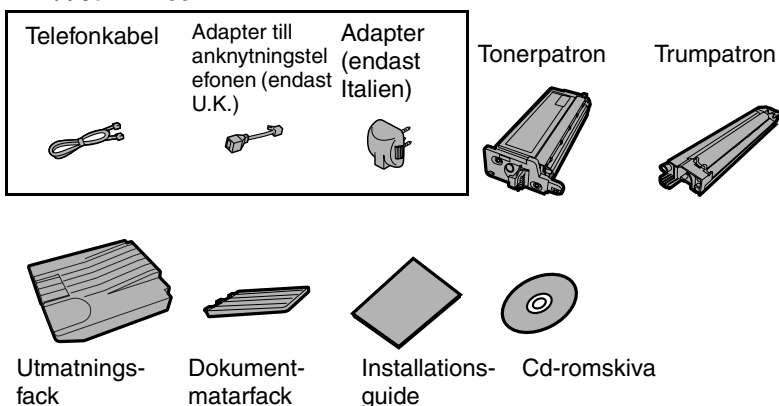 Telefonkabel
Adapter till
anknytningstel
efonen (endast
U.K.)
Adapter
(endast
Italien)
Tonerpatron
Trumpatron
Utmatnings-
fack
Dokument-
matarfack
Installations-
guide
Cd-romskiva